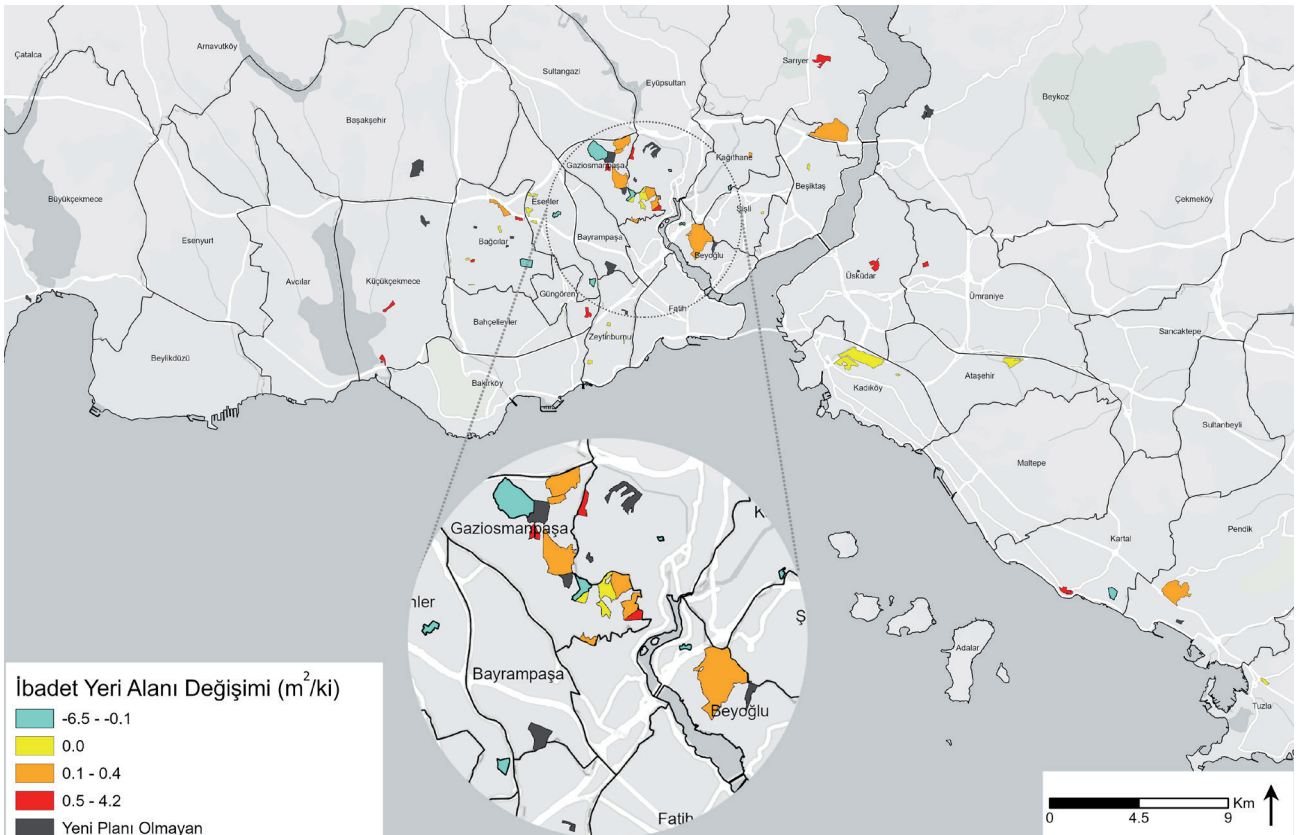 Çatalca
Arnavutköy
Sultangazi
Eyüpsultan
Sarıyer
Beykoz
Başakşehir
Gaziosmanpaşa
Kağıthane
Beşiktaş
Büyükçekmece
Esenyurt
Esenler
Şişli
Çekmeköy
Bağcılar
Bayrampaşa
Beyoğlu
Avcılar
Küçükçekmece
Üsküdar
Ümraniye
Güngören
Fatih
Bahçelievler
Zeytinburnu
Sancaktepe
Beylikdüzü
Bakırköy
Kadıköy
Ataşehir
Sultanbeyli
Maltepe
Kartal
Pendik
Adalar
Tuzla
K
Gaziosmanpaşa
nler
Ş
Bayrampaşa
Beyoğlu
Fatih
İbadet Yeri Alanı Değişimi (m²/ki)
-6.5 - -0.1
0.0
0.1 - 0.4
0.5 - 4.2
Yeni Planı Olmayan
Km
0 4.5 9